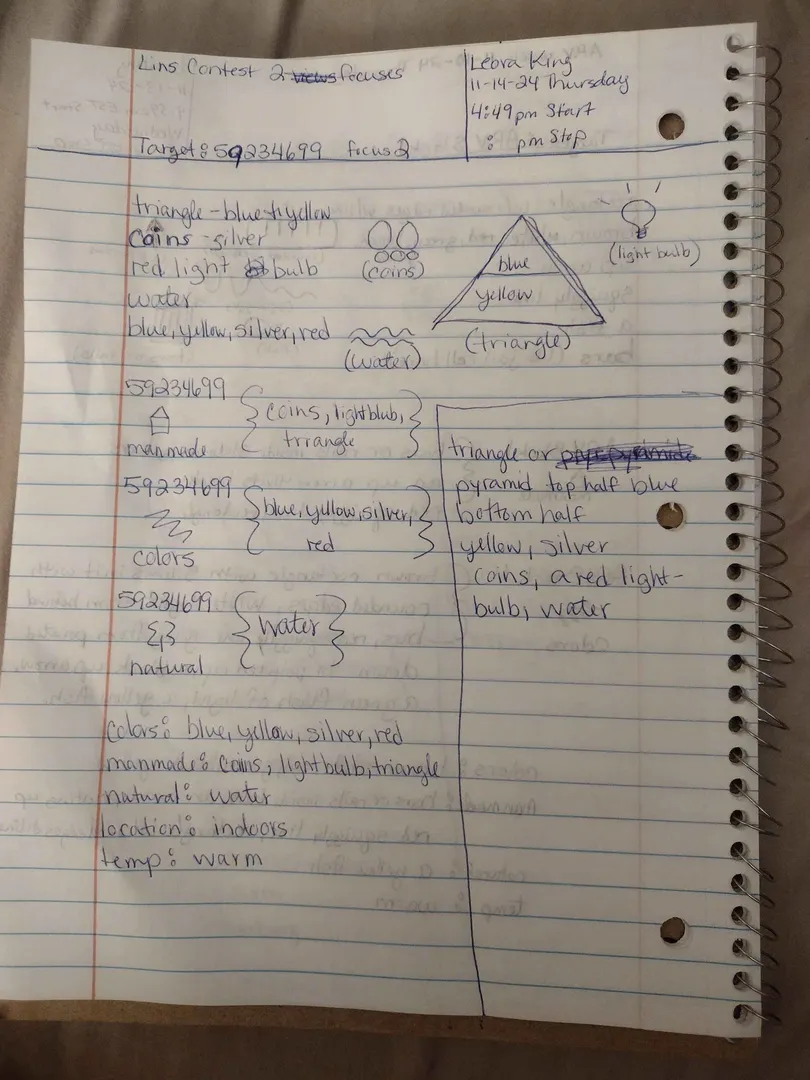 Lins Contest 2 focuses
Lebra King
11-14-24 Thursday
4:49pm Start
: pm Stop
Target: 59234699 focus 2
triangle - blue + yellow
coins - silver
red light bulb
water
blue, yellow, silver, red
(coins)
(water)
blue
yellow
(triangle)
(light bulb)
59234699
manmade
coins, lightblub,
triangle
59234699
colors
blue, yellow, silver,
red
59234699
natural
water
triangle or
pyramid top half blue
bottom half
yellow, silver
coins, a red light-
bulb, water
colors: blue, yellow, silver, red
manmade: coins, lightbulb, triangle
natural: water
location: indoors
temp: warm